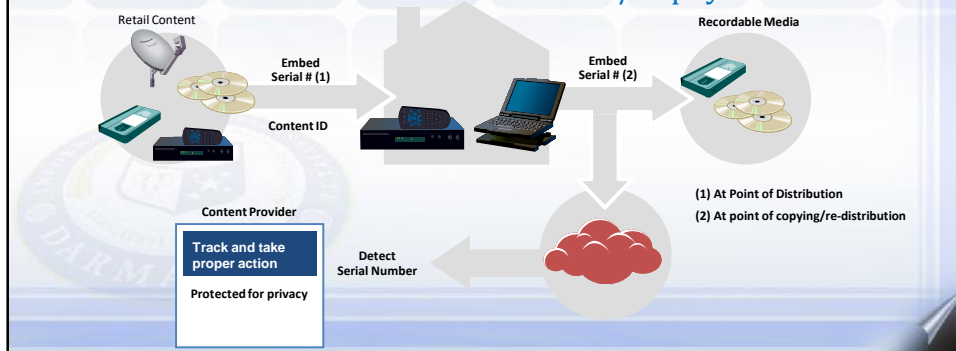 Retail Content
Recordable Media
Embed
Serial # (1)
Embed
Serial # (2)
Content ID
(1) At Point of Distribution
(2) At point of copying/re-distribution
Content Provider
Track and take
proper action
Protected for privacy
Detect
Serial Number